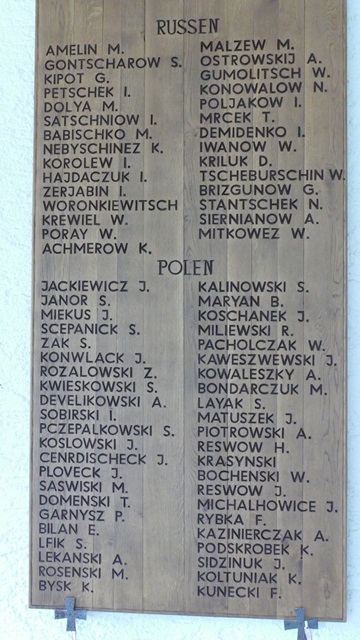 RUSSEN
AMELIN M.
GONTSCHAROW S.
KIPOT G.
PETSCHEK I.
DOLYA M.
SATSCHNIOW I.
BABISCHKO M.
NEBYSCHINEZ K.
KOROLEW I.
HAJDACZUK I.
ZERJABIN I.
WORONKIEWITSCH
KREWIEL W.
PORAY W.
ACHMEROW K.
MALZEW M.
OSTROWSKIJ A.
GUMOLITSCH W.
KONOWALOW N.
POLJAKOW I.
MRCEK T.
DEMIDENKO I.
IWANOW W.
KRILUK D.
TSCHEBURSCHIN W.
BRIZGUNOW G.
STANTSCHEK N.
SIERNIANOW A.
MITKOWEZ W.
POLEN
JACKIEWICZ J.
JANOR S.
MIEKUS J.
SCEPANICK S.
ZAK S.
KONWLACK J.
ROZALOWSKI Z.
KWIESKOWSKI S.
DEVELIKOWSKI A.
SOBIRSKI I.
PCZEPALKOWSKI S.
KOSLOWSKI J.
CENRDISCHECK J.
PLOVECK J.
SASWISKI M.
DOMENSKI T.
GARNYSZ P.
BILAN E.
LFIK S.
LEKANSKI A.
ROSENSKI M.
BYSK K.
KALINOWSKI S.
MARYAN B.
KOSCHANEK J.
MILIEWSKI R.
PACHOLCZAK W.
KAWESZWEWSKI J.
KOWALESZKY A.
BONDARCZUK M.
LAYAK S.
MATUSZEK J.
PIOTROWSKI A.
RESWOW H.
KRASYNSKI
BOCHENSKI W.
RESWOW J.
MICHALHOWICE J.
RYBKA F.
KAZINIERCZAK A.
PODSKROBEK K.
SIDZINUK J.
KOLTUNIAK K.
KUNECKI F.